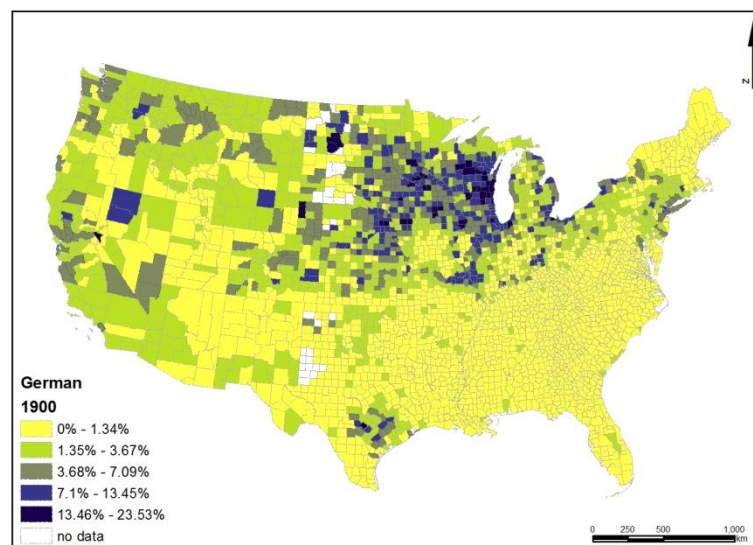 N
German
1900
0% - 1.34%
1.35% - 3.67%
3.68% - 7.09%
7.1% - 13.45%
13.46% - 23.53%
no data
0 250 500 1,000
km